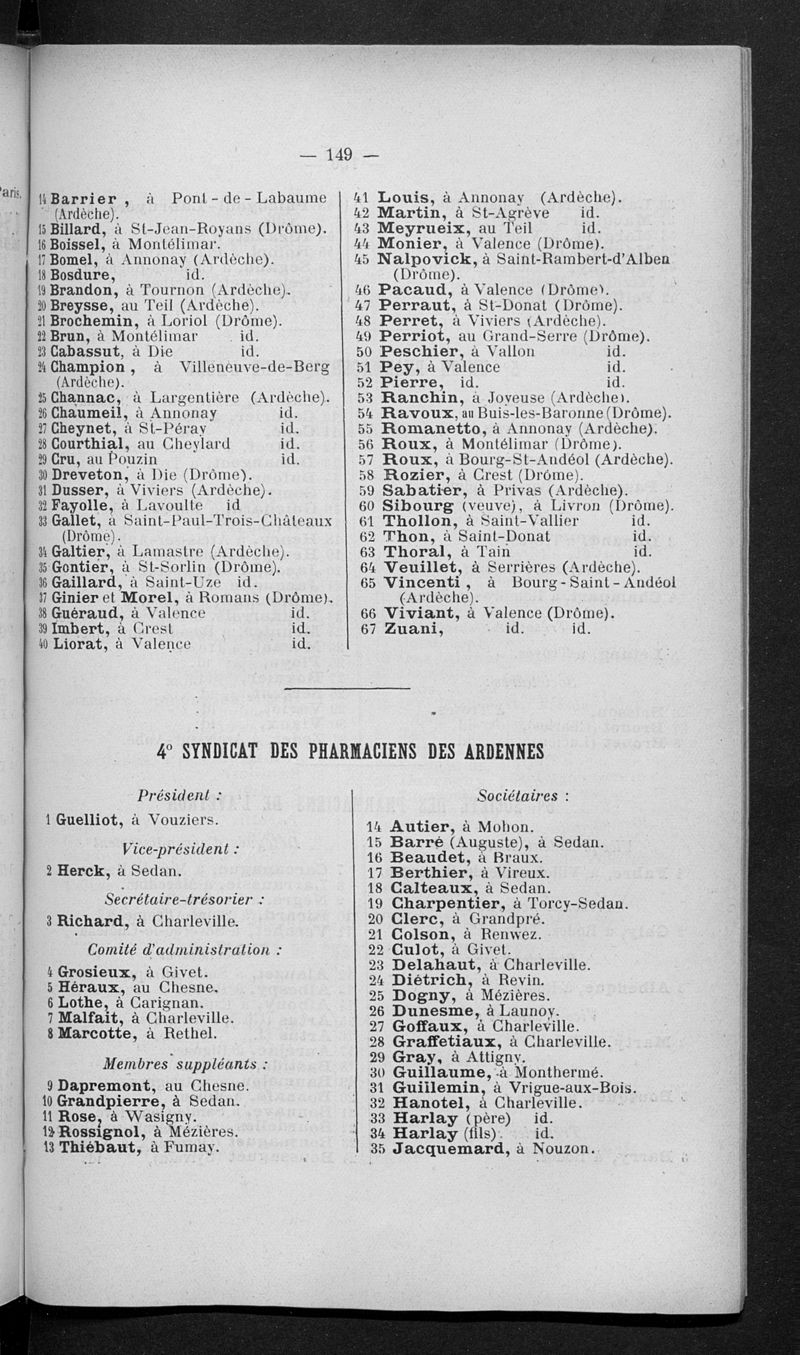 — 149 —
'aris.
14 Barrier, à Pont-de-Labaume
(Ardèche).
15 Billard, à St-Jean-Royans (Drôme).
16 Boissel, à Montélimar.
17 Bomel, à Annonay (Ardèche).
18 Bosdure, id.
19 Brandon, à Tournon (Ardèche).
20 Breysse, au Teil (Ardèche).
21 Brochemin, à Loriol (Drôme).
22 Brun, à Montélimar id.
23 Cabassut, à Die id.
24 Champion, à Villeneuve-de-Berg
(Ardèche).
25 Channac, à Largentière (Ardèche).
26 Chaumeil, à Annonay id.
27 Cheynet, à St-Péray id.
28 Courthial, au Cheylard id.
29 Cru, au Pouzin id.
30 Dreveton, à Die (Drôme).
31 Dusser, à Viviers (Ardèche).
32 Fayolle, à Lavoulte id
33 Gallet, à Saint-Paul-Trois-Châteaux
(Drôme).
34 Galtier, à Lamastre (Ardèche).
35 Gontier, à St-Sorlin (Drôme).
36 Gaillard, à Saint-Uze id.
37 Ginier et Morel, à Romans (Drôme).
38 Guéraud, à Valence id.
39 Imbert, à Crest id.
40 Liorat, à Valence id.
41 Louis, à Annonay (Ardèche).
42 Martin, à St-Agrève id.
43 Meyrueix, au Teil id.
44 Monier, à Valence (Drôme).
45 Nalpovick, à Saint-Rambert-d'Alben
(Drôme).
46 Pacaud, à Valence (Drôme).
47 Perraut, à St-Donat (Drôme).
48 Perret, à Viviers (Ardèche).
49 Perriot, au Grand-Serre (Drôme).
50 Peschier, à Vallon id.
51 Pey, à Valence id.
52 Pierre, id. id.
53 Ranchin, à Joyeuse (Ardèche).
54 Ravoux, au Buis-les-Baronne (Drôme).
55 Romanetto, à Annonay (Ardèche).
56 Roux, à Montélimar (Drôme).
57 Roux, à Bourg-St-Andéol (Ardèche).
58 Rozier, à Crest (Drôme).
59 Sabatier, à Privas (Ardèche).
60 Sibourg (veuve), à Livron (Drôme).
61 Thollon, à Saint-Vallier id.
62 Thon, à Saint-Donat id.
63 Thoral, à Tain id.
64 Veuillet, à Serrières (Ardèche).
65 Vincenti, à Bourg-Saint-Andéol
(Ardèche).
66 Viviant, à Valence (Drôme).
67 Zuani, id. id.
4° SYNDICAT DES PHARMACIENS DES ARDENNES
Président :
1 Guelliot, à Vouziers.
Vice-président :
2 Herck, à Sedan.
Secrétaire-trésorier :
3 Richard, à Charleville.
Comité d'administration :
4 Grosieux, à Givet.
5 Héraux, au Chesne.
6 Lothe, à Carignan.
7 Malfait, à Charleville.
8 Marcotte, à Rethel.
Membres suppléants :
9 Dapremont, au Chesne.
10 Grandpierre, à Sedan.
11 Rose, à Wasigny.
12 Rossignol, à Mézières.
13 Thiébaut, à Fumay.
Sociétaires :
14 Autier, à Mohon.
15 Barré (Auguste), à Sedan.
16 Beaudet, à Braux.
17 Berthier, à Vireux.
18 Calteaux, à Sedan.
19 Charpentier, à Torcy-Sedan.
20 Clerc, à Grandpré.
21 Colson, à Renwez.
22 Culot, à Givet.
23 Delahaut, à Charleville.
24 Diétrich, à Revin.
25 Dogny, à Mézières.
26 Dunesme, à Launoy.
27 Goffaux, à Charleville.
28 Graffetiaux, à Charleville.
29 Gray, à Attigny.
30 Guillaume, à Monthermé.
31 Guiilemin, à Vrigue-aux-Bois.
32 Hanotel, à Charleville.
33 Harlay (père) id.
34 Harlay (fils). id.
35 Jacquemard, à Nouzon.